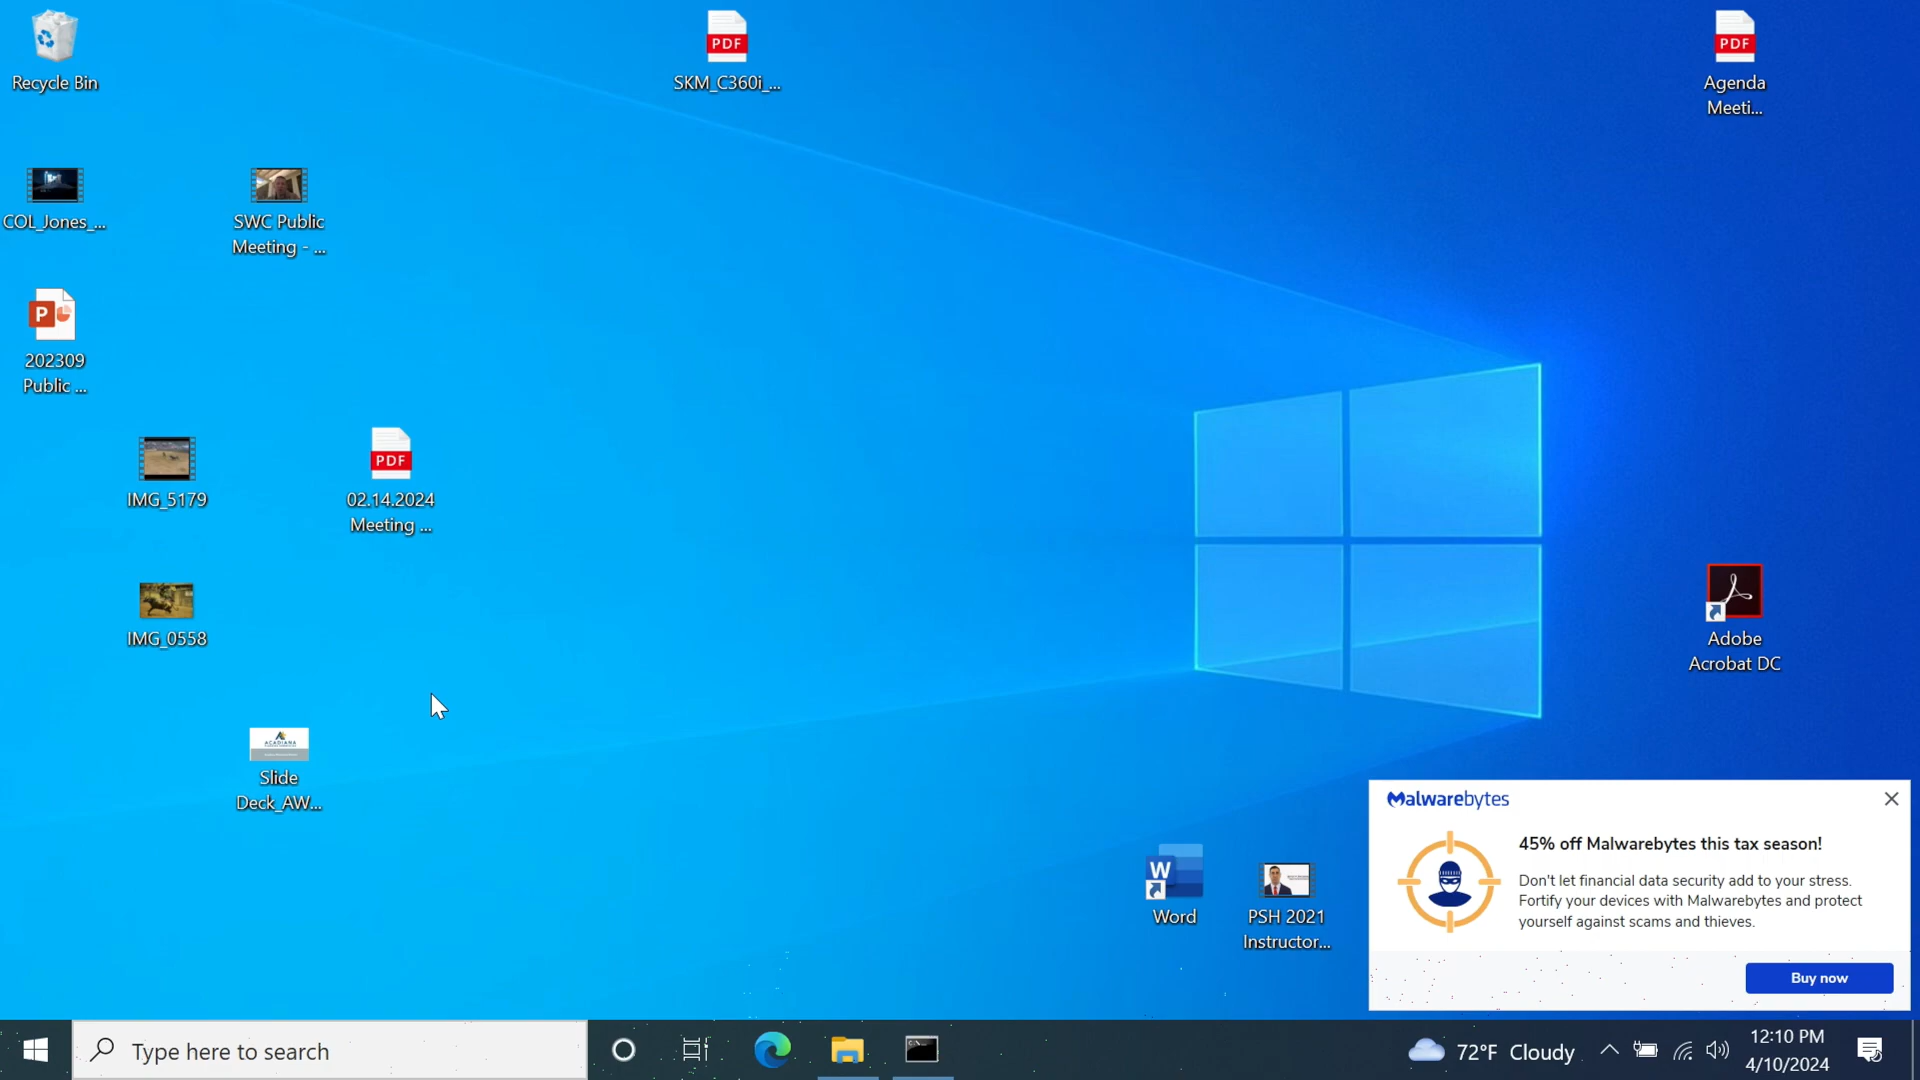 Recycle Bin
PDF
SKM_C360i_...
PDF
Agenda
Meeti...
COL_Jones_...
SWC Public
Meeting - ...
P
202309
Public ...
IMG_5179
PDF
02.14.2024
Meeting ...
IMG_0558
Adobe
Acrobat DC
ACADIANA
Slide
Deck_AW...
W
Word
PSH 2021
Instructor...
Malwarebytes
45% off Malwarebytes this tax season!
Don't let financial data security add to your stress.
Fortify your devices with Malwarebytes and protect
yourself against scams and thieves.
Buy now
Type here to search
72°F Cloudy
12:10 PM
4/10/2024